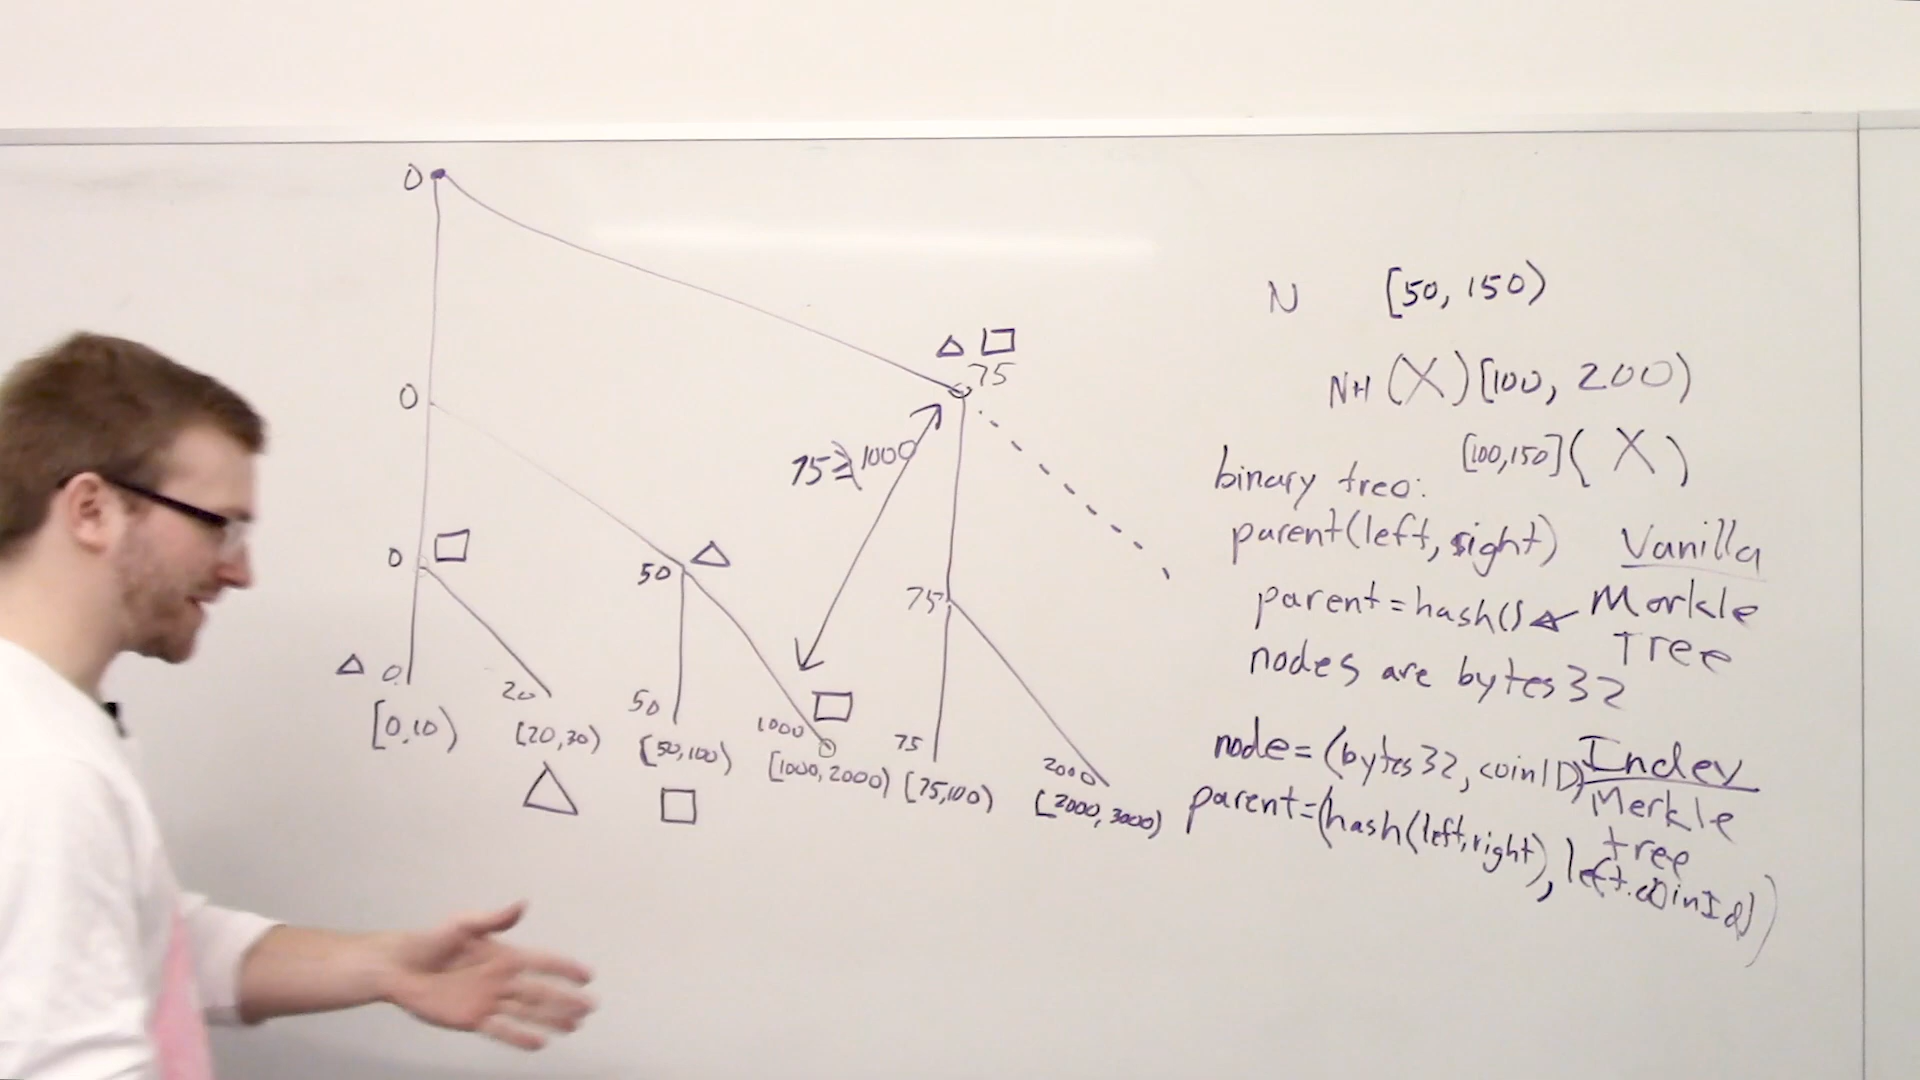 0
75
0
75 ≥ 1000
0
50
75
0
20
50
1000
75
2000
[0,10)
[20,30)
[50,100)
[1000,2000)
[75,100)
[2000,3000)
N [50, 150)
N+1 (X) [100, 200)
[100,150] ( X )
binary tree:
parent(left, right)
Vanilla
Merkle
Tree
parent = hash()
nodes are bytes32
node = (bytes32, coinID)
Index
Merkle
tree
parent = (hash(left,right), left.coinId)